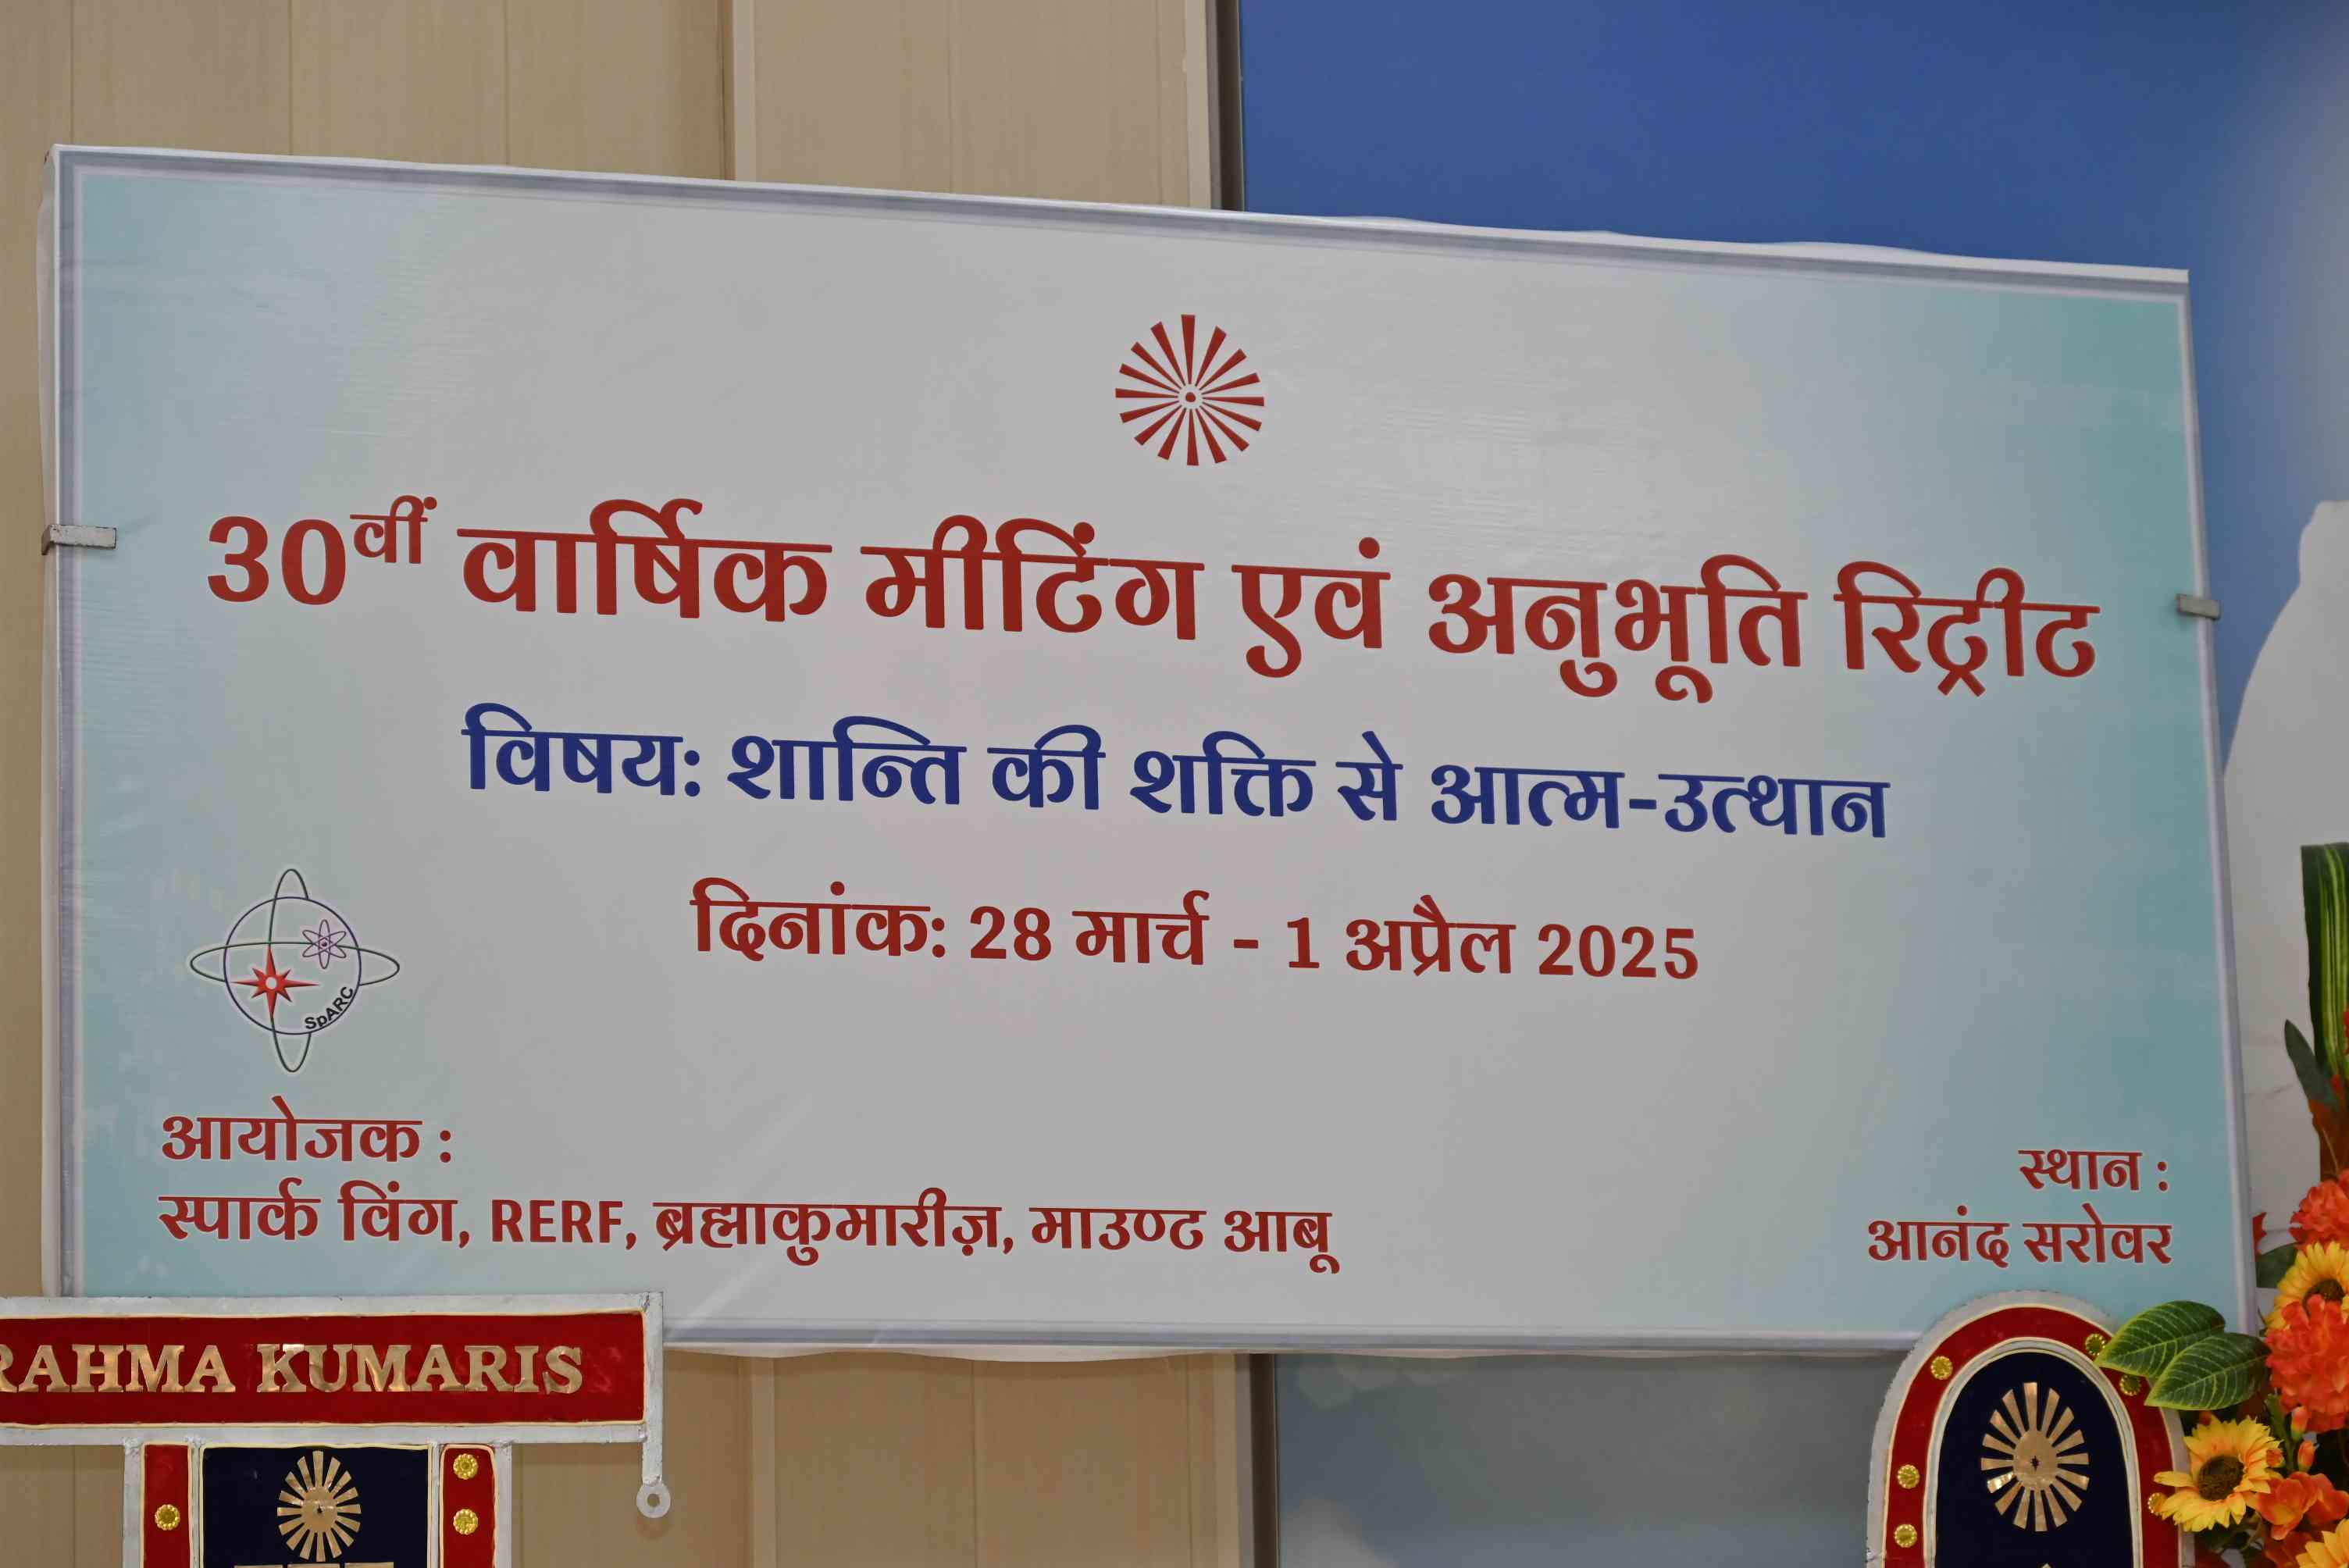 30वीं वार्षिक मीटिंग एवं अनुभूति रिट्रीट
विषय: शान्ति की शक्ति से आत्म-उत्थान
दिनांक: 28 मार्च - 1 अप्रैल 2025
SpARC
आयोजक :
स्पार्क विंग, RERF, ब्रह्माकुमारीज़, माउण्ट आबू
स्थान :
आनंद सरोवर
RAHMA KUMARIS